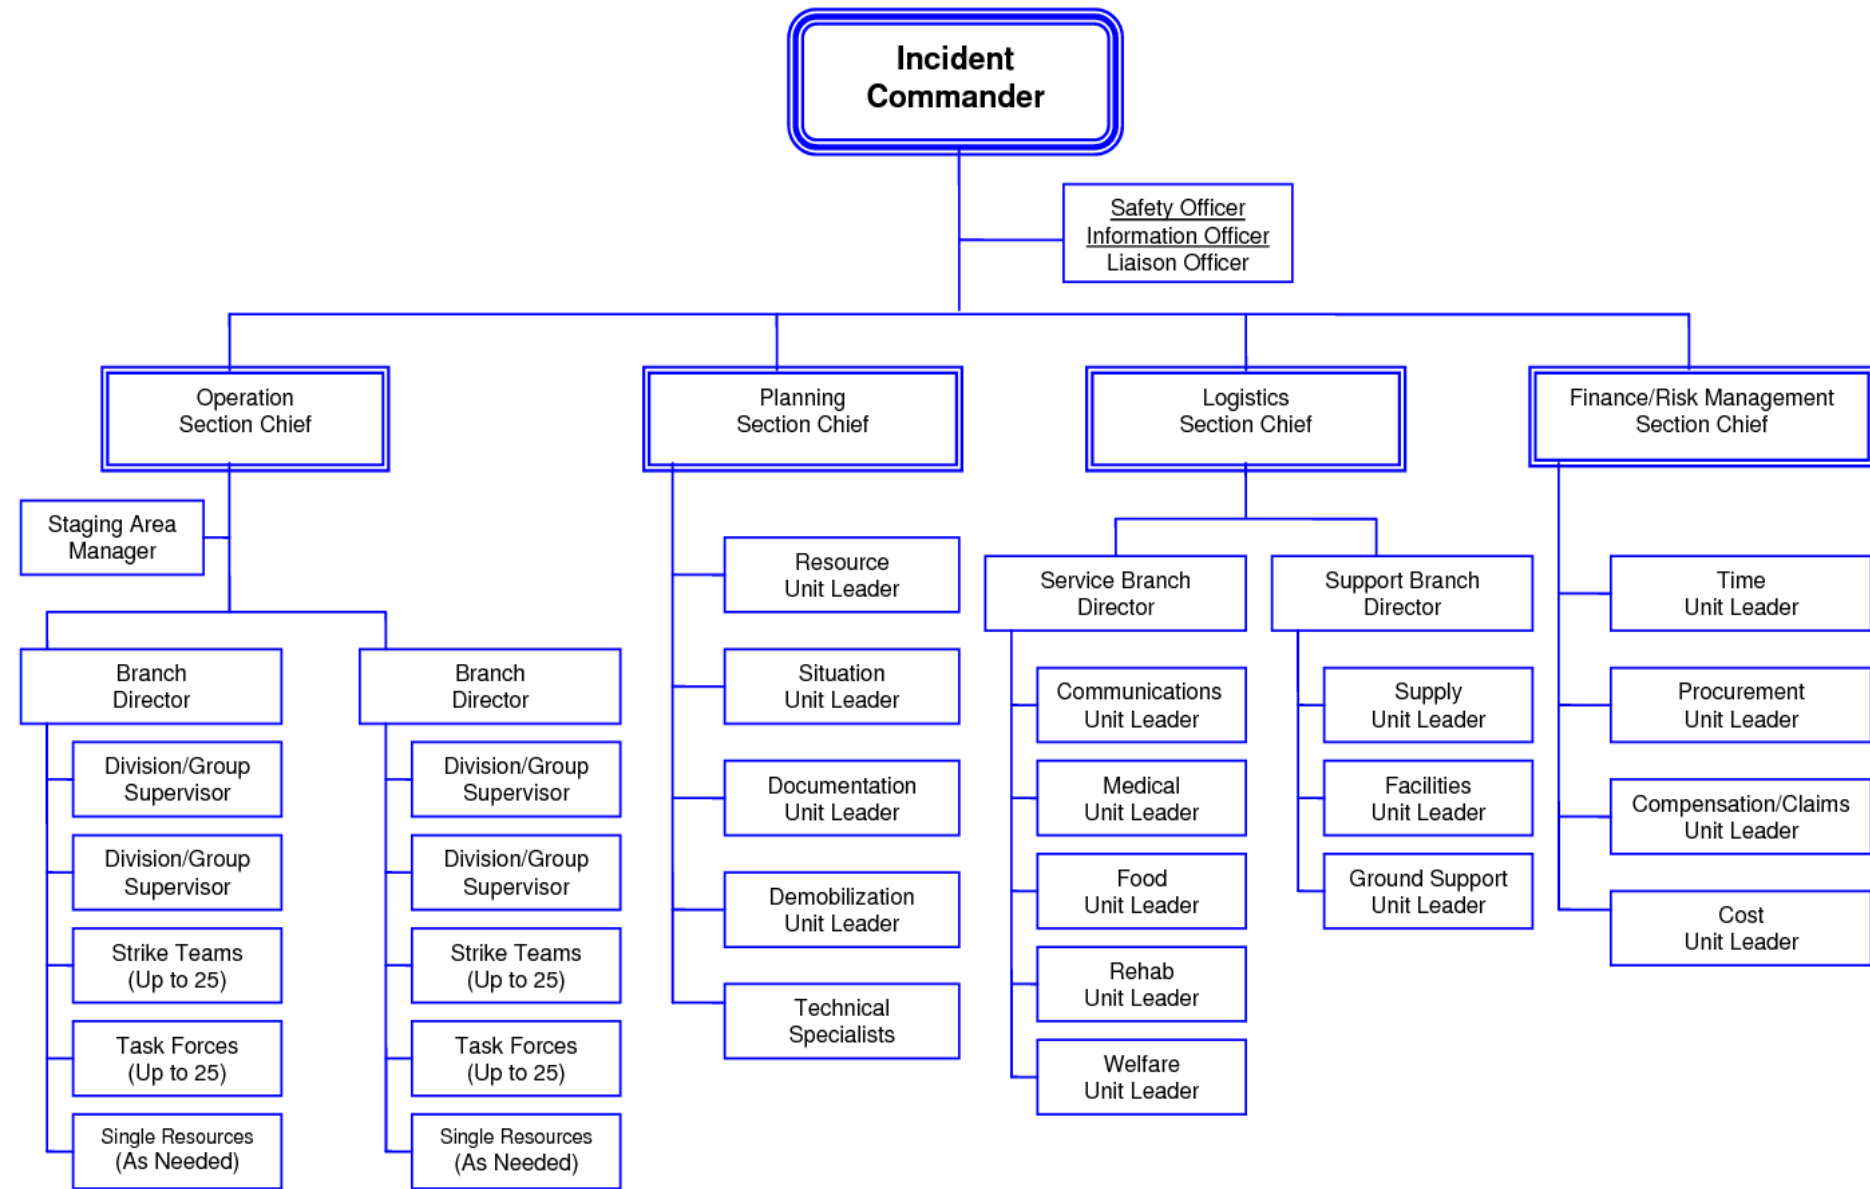 Incident
Commander
Safety Officer
Information Officer
Liaison Officer
Operation
Section Chief
Planning
Section Chief
Logistics
Section Chief
Finance/Risk Management
Section Chief
Staging Area
Manager
Branch
Director
Division/Group
Supervisor
Division/Group
Supervisor
Strike Teams
(Up to 25)
Task Forces
(Up to 25)
Single Resources
(As Needed)
Branch
Director
Division/Group
Supervisor
Division/Group
Supervisor
Strike Teams
(Up to 25)
Task Forces
(Up to 25)
Single Resources
(As Needed)
Resource
Unit Leader
Situation
Unit Leader
Documentation
Unit Leader
Demobilization
Unit Leader
Technical
Specialists
Service Branch
Director
Communications
Unit Leader
Medical
Unit Leader
Food
Unit Leader
Rehab
Unit Leader
Welfare
Unit Leader
Support Branch
Director
Supply
Unit Leader
Facilities
Unit Leader
Ground Support
Unit Leader
Time
Unit Leader
Procurement
Unit Leader
Compensation/Claims
Unit Leader
Cost
Unit Leader